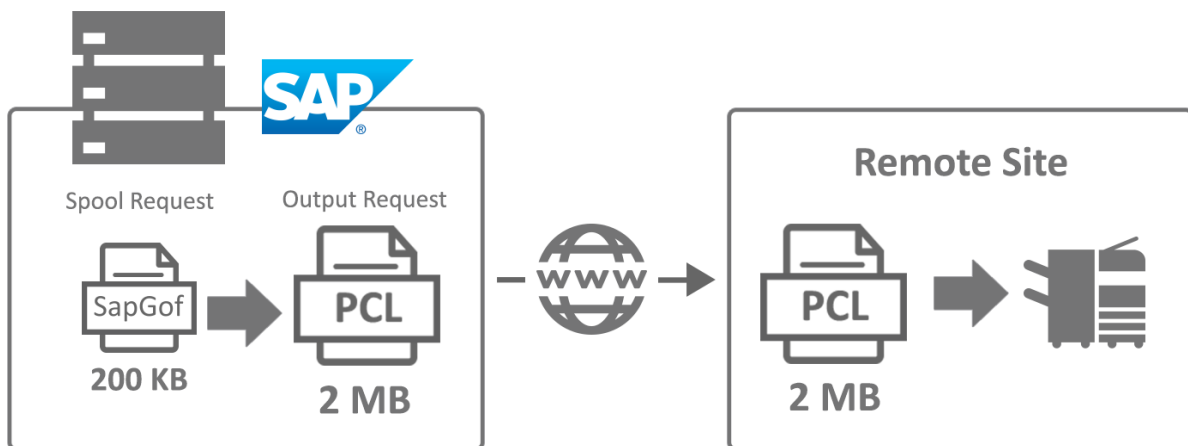 SAP
®
Spool Request
Output Request
SapGof
PCL
200 KB
2 MB
www
Remote Site
PCL
2 MB